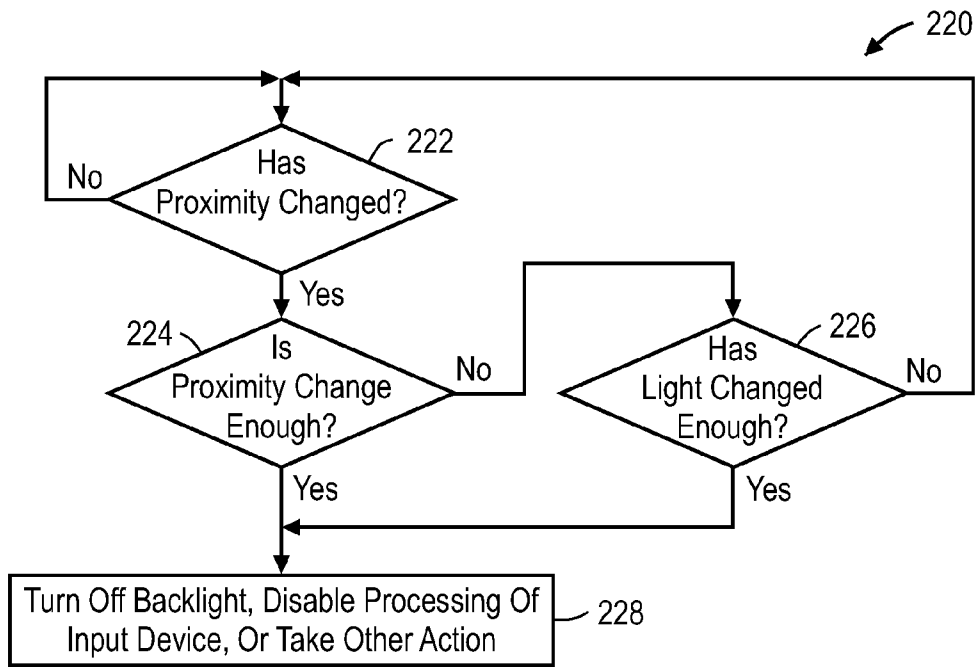 220
222
Has
Proximity Changed?
No
Yes
224
Is
Proximity Change
Enough?
No
226
Has
Light Changed
Enough?
No
Yes
Yes
Turn Off Backlight, Disable Processing Of
Input Device, Or Take Other Action
228